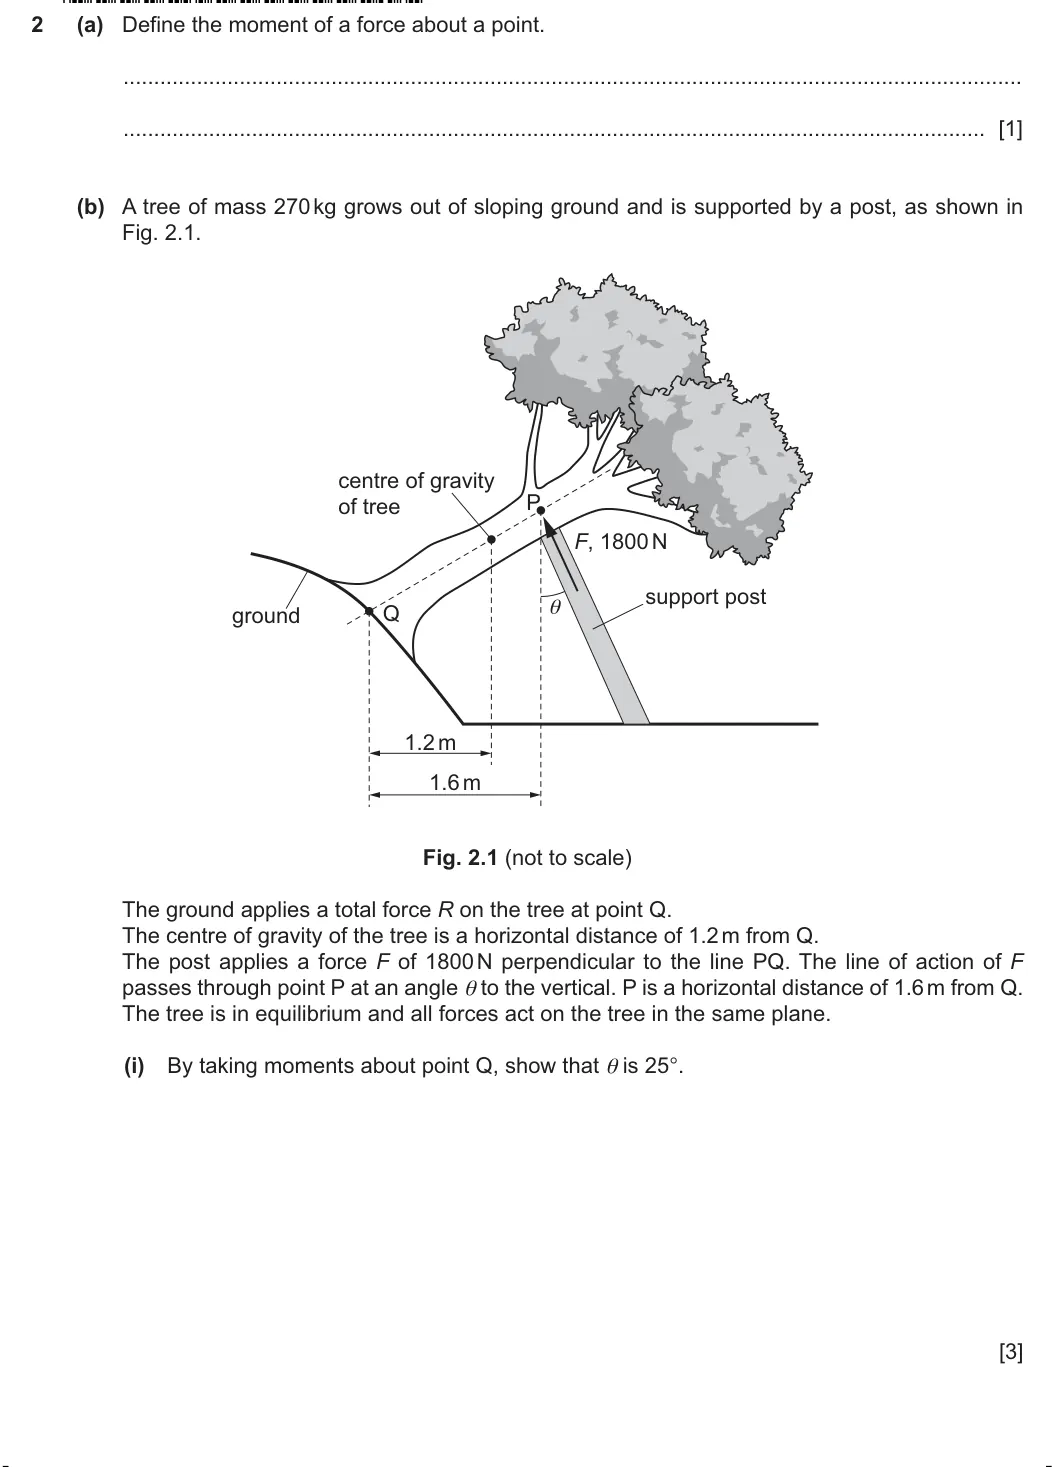 2 (a) Define the moment of a force about a point.
..........................................................................................................................................
.................................................................................................................................... [1]
(b) A tree of mass 270 kg grows out of sloping ground and is supported by a post, as shown in
Fig. 2.1.
centre of gravity
of tree
P
F, 1800 N
support post
θ
ground
Q
1.2 m
1.6 m
Fig. 2.1 (not to scale)
The ground applies a total force R on the tree at point Q.
The centre of gravity of the tree is a horizontal distance of 1.2 m from Q.
The post applies a force F of 1800 N perpendicular to the line PQ. The line of action of F
passes through point P at an angle θ to the vertical. P is a horizontal distance of 1.6 m from Q.
The tree is in equilibrium and all forces act on the tree in the same plane.
(i) By taking moments about point Q, show that θ is 25°.
[3]